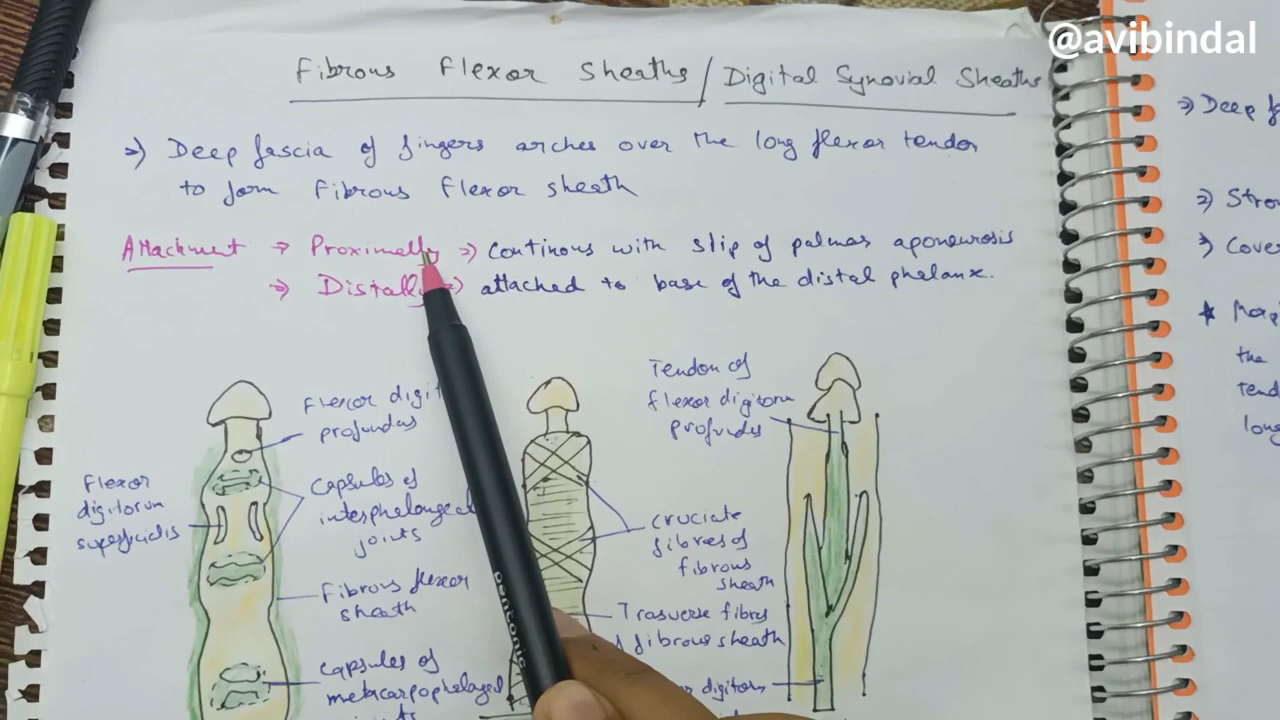 @avibindal
Fibrous Flexor Sheaths / Digital Synovial Sheaths
=) Deep fascia of fingers arches over the long flexor tendon
to form Fibrous Flexor sheath
Attachment → Proximally => continous with slip of palmar aponeurosis
→ Distally => attached to base of the distal phalanx.
Flexor digit
profundus
Flexor
digitorum
superficialis
capsules of
interphalangeal
joints
Fibrous flexor
sheath
capsules of
metacarpophalangeal
Tendon of
flexor digitorum
profundus
cruciate
fibres of
fibrous
sheath
Trasverse fibres
fibrous sheath
digitorum
=) Deep
=) Stro
=) Cove
the
tend
long
pentonic